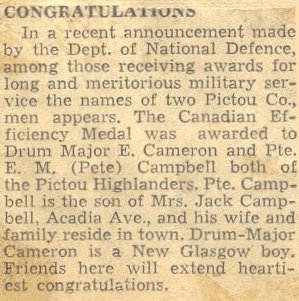 CONGRATULATIONS
In a recent announcement made
by the Dept. of National Defence,
among those receiving awards for
long and meritorious military ser-
vice the names of two Pictou Co.,
men appears. The Canadian Ef-
ficiency Medal was awarded to
Drum Major E. Cameron and Pte.
E. M. (Pete) Campbell both of
the Pictou Highlanders. Pte. Camp-
bell is the son of Mrs. Jack Camp-
bell, Acadia Ave., and his wife and
family reside in town. Drum-Major
Cameron is a New Glasgow boy.
Friends here will extend hearti-
est congratulations.